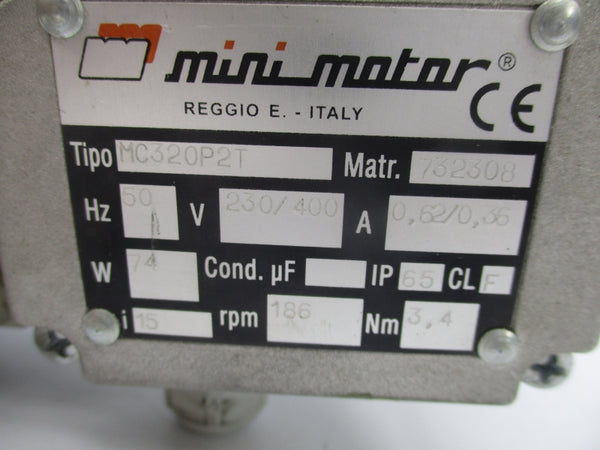 mini motor®
REGGIO E. - ITALY
CE
Tipo MC320P2T Matr. 732308
Hz 50 V 230/400 A 0,62/0,36
W 74 Cond. µF IP 65 CL F
i 15 rpm 186 Nm 3,4